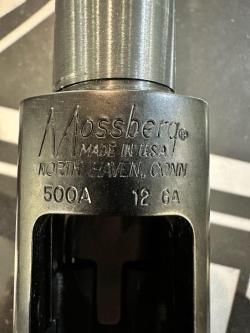 Mossberg®
MADE IN U.S.A.
NORTH HAVEN, CONN
500A 12 GA